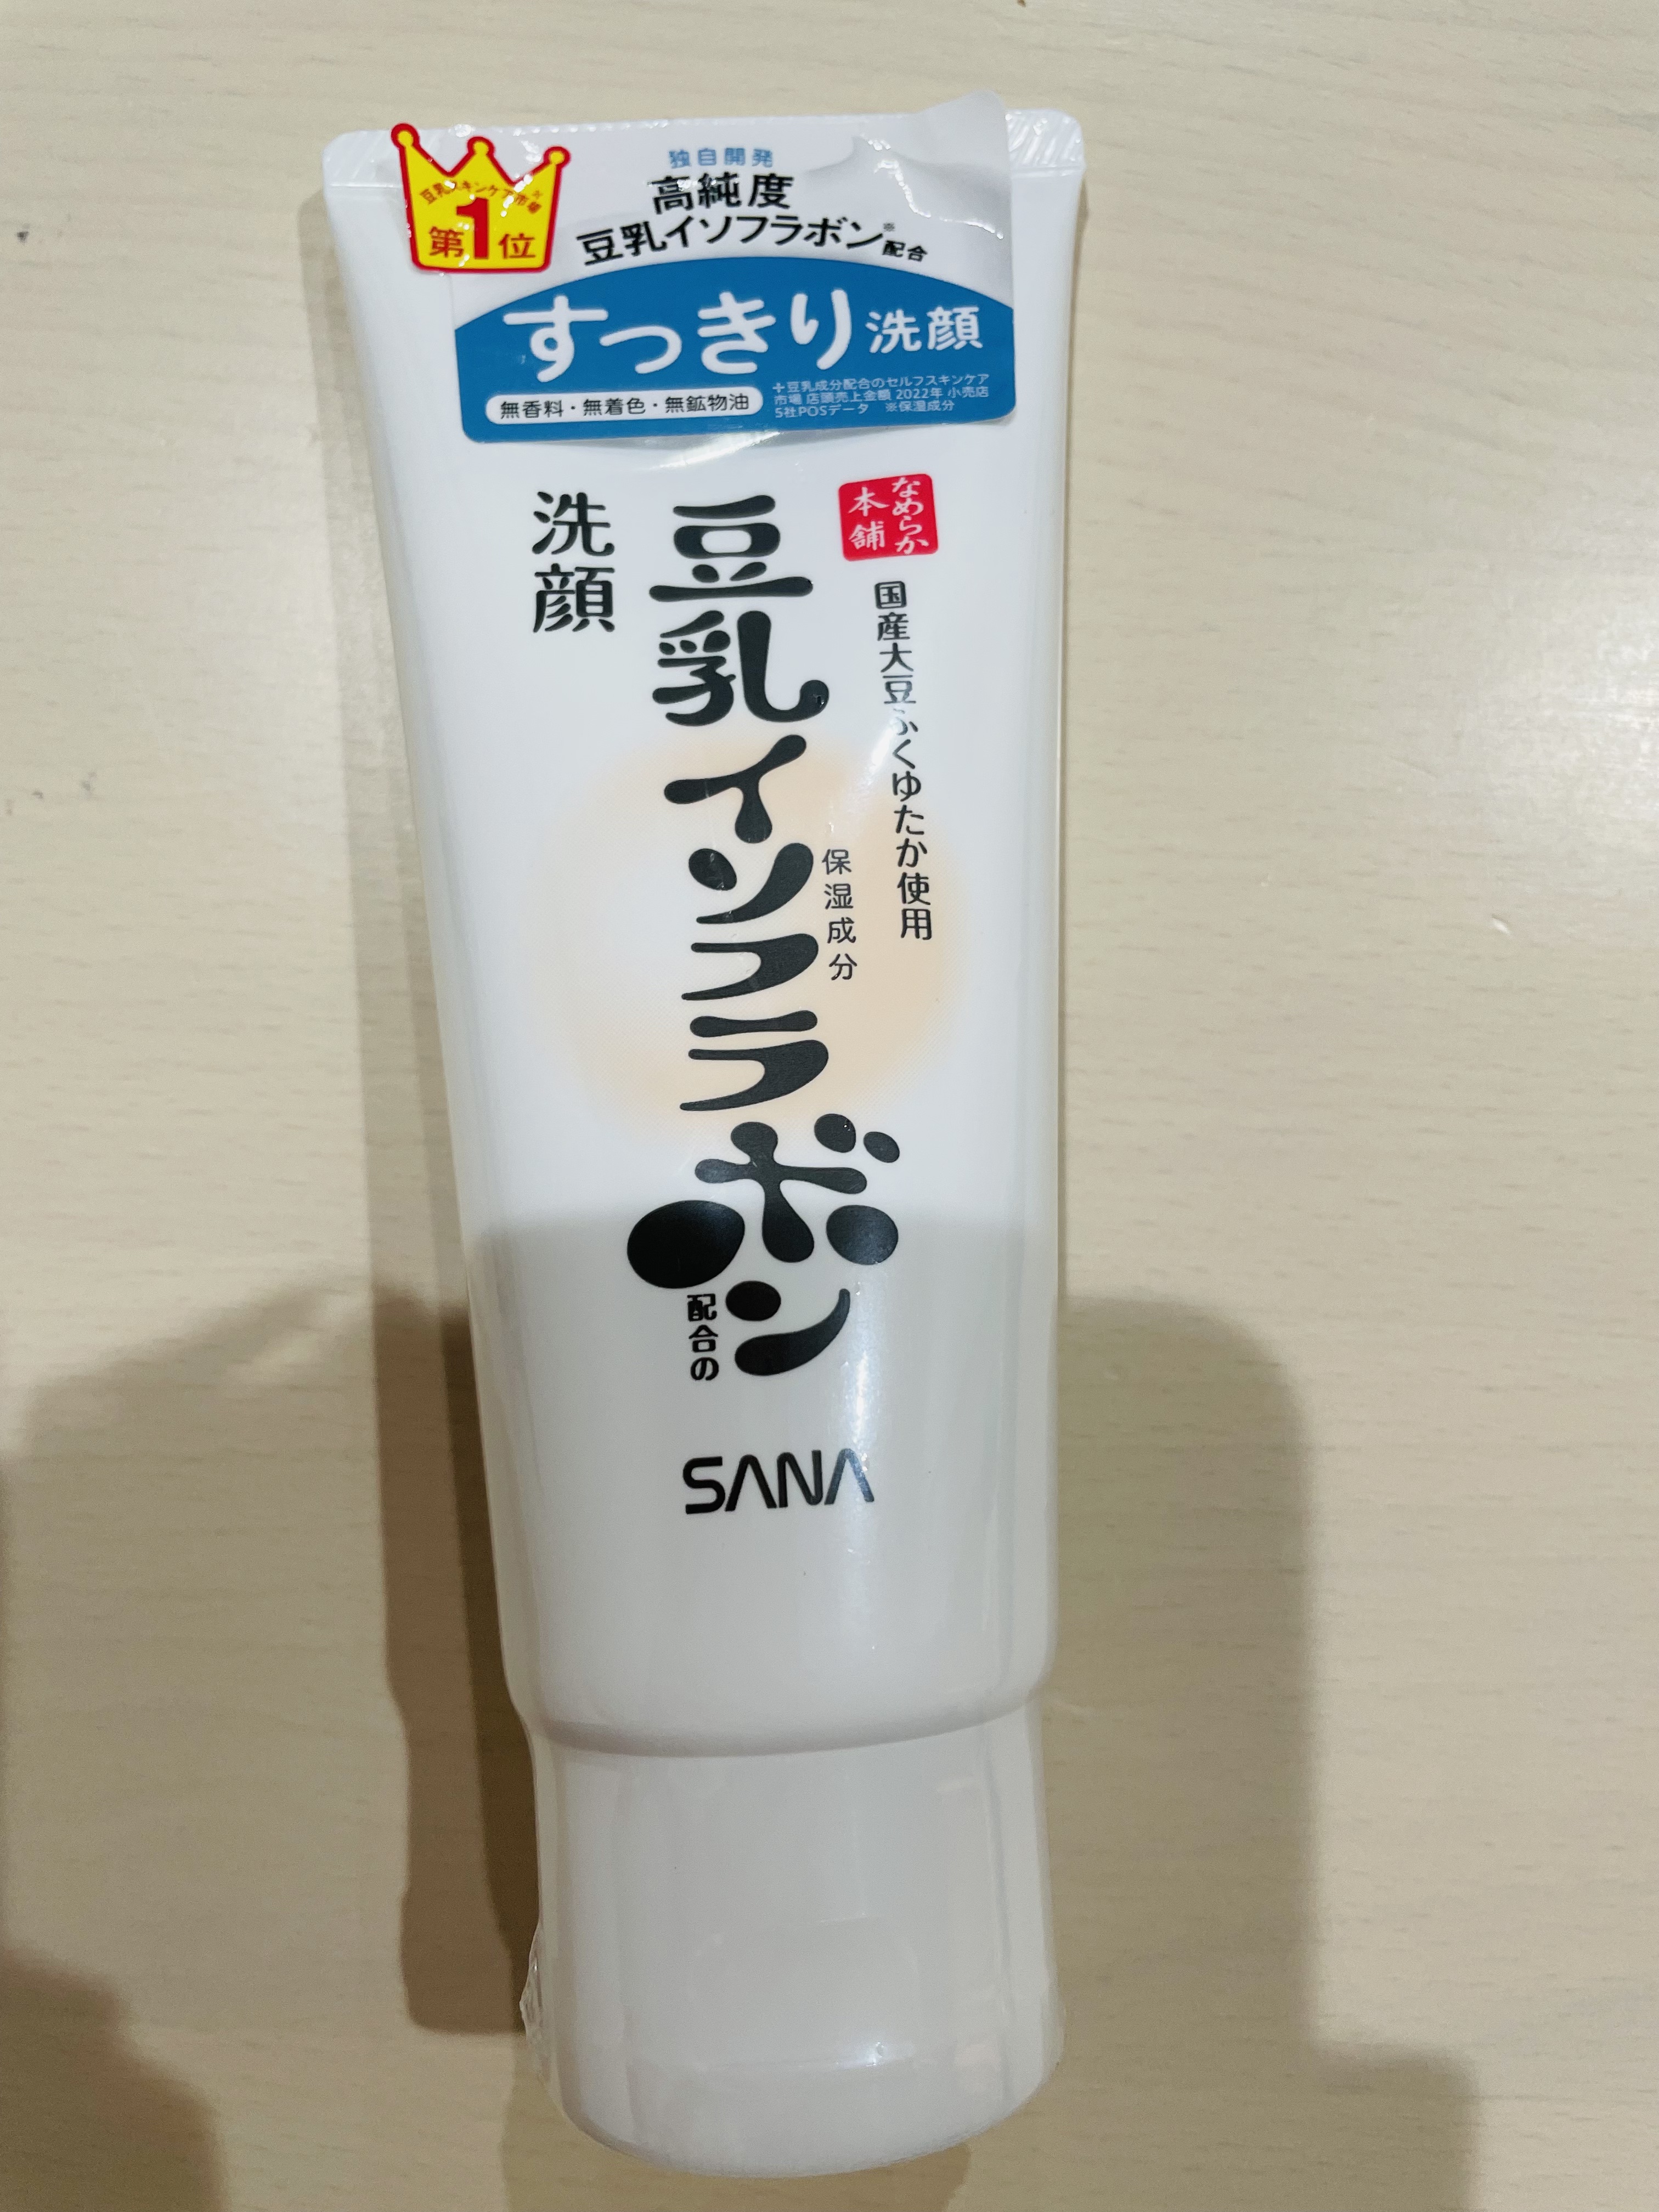 豆乳スキンケア市場※
第1位
独自開発
高純度
豆乳イソフラボン※配合
すっきり洗顔
無香料・無着色・無鉱物油
+豆乳成分配合のセルフスキンケア
市場 店頭売上金額 2022年 小売店
5社POSデータ ※保湿成分
なめらか
本舗
国産大豆ふくゆたか使用
保湿成分
豆乳イソフラボン
配合の
洗顔
SANA